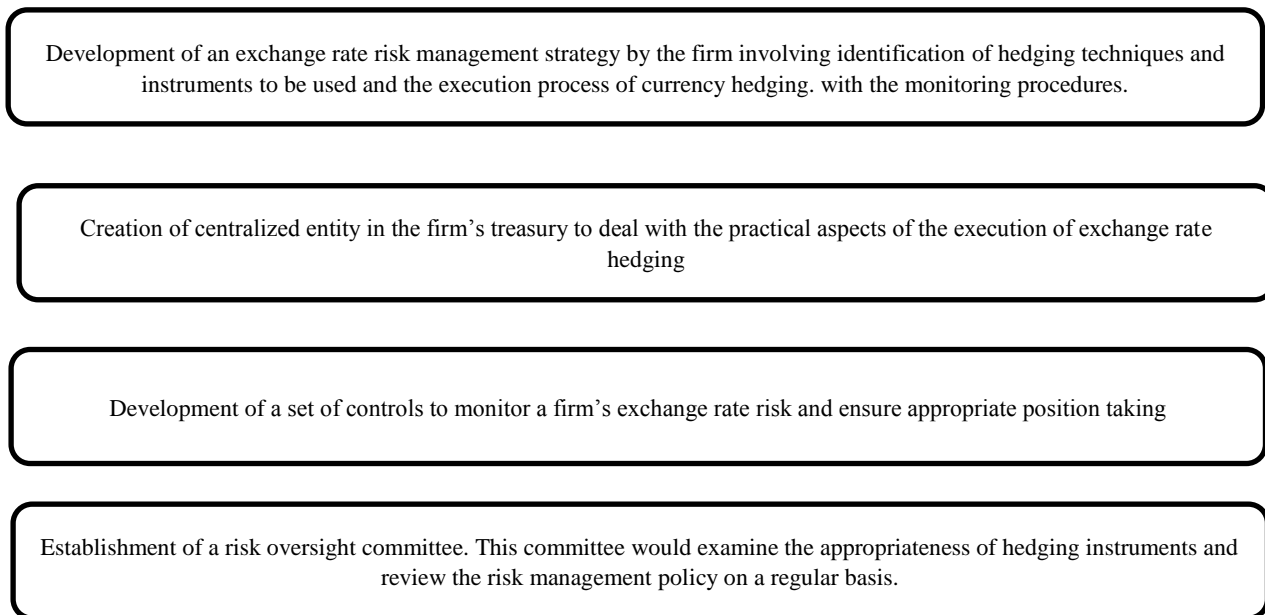 Development of an exchange rate risk management strategy by the firm involving identification of hedging techniques and
instruments to be used and the execution process of currency hedging. with the monitoring procedures.
Creation of centralized entity in the firm’s treasury to deal with the practical aspects of the execution of exchange rate
hedging
Development of a set of controls to monitor a firm’s exchange rate risk and ensure appropriate position taking
Establishment of a risk oversight committee. This committee would examine the appropriateness of hedging instruments and
review the risk management policy on a regular basis.